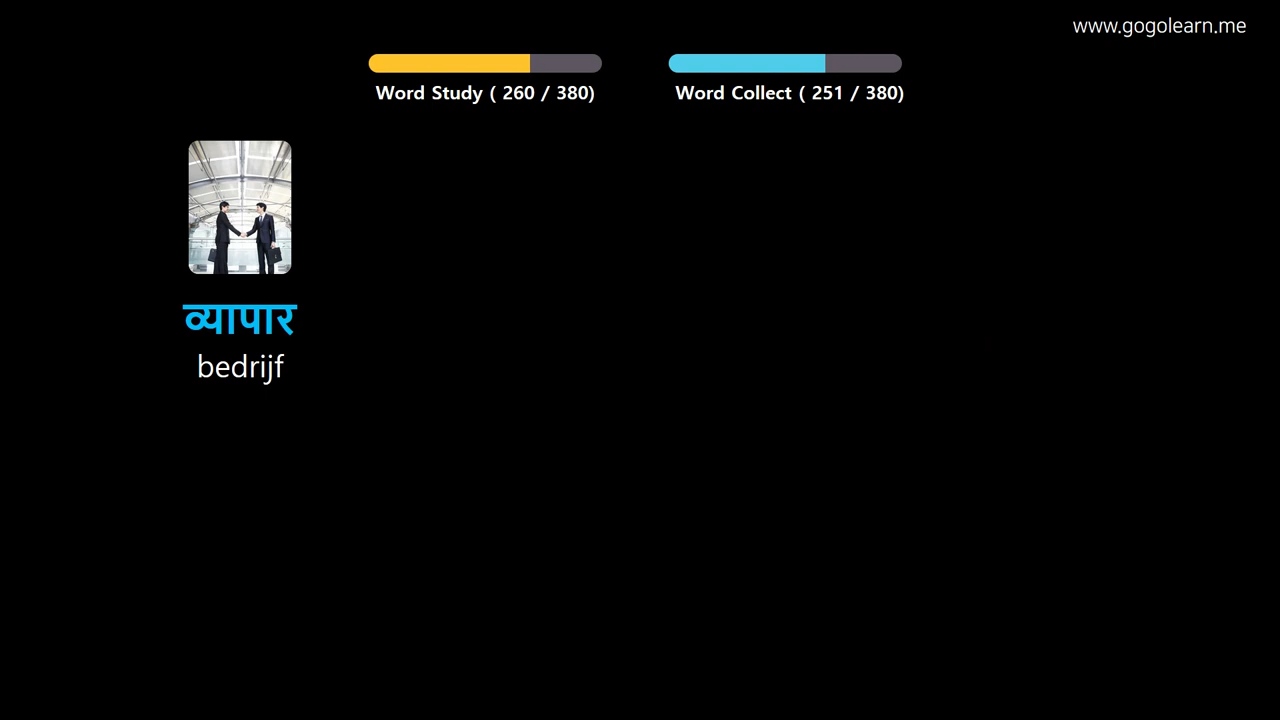 www.gogolearn.me
Word Study ( 260 / 380)
Word Collect ( 251 / 380)
व्यापार
bedrijf